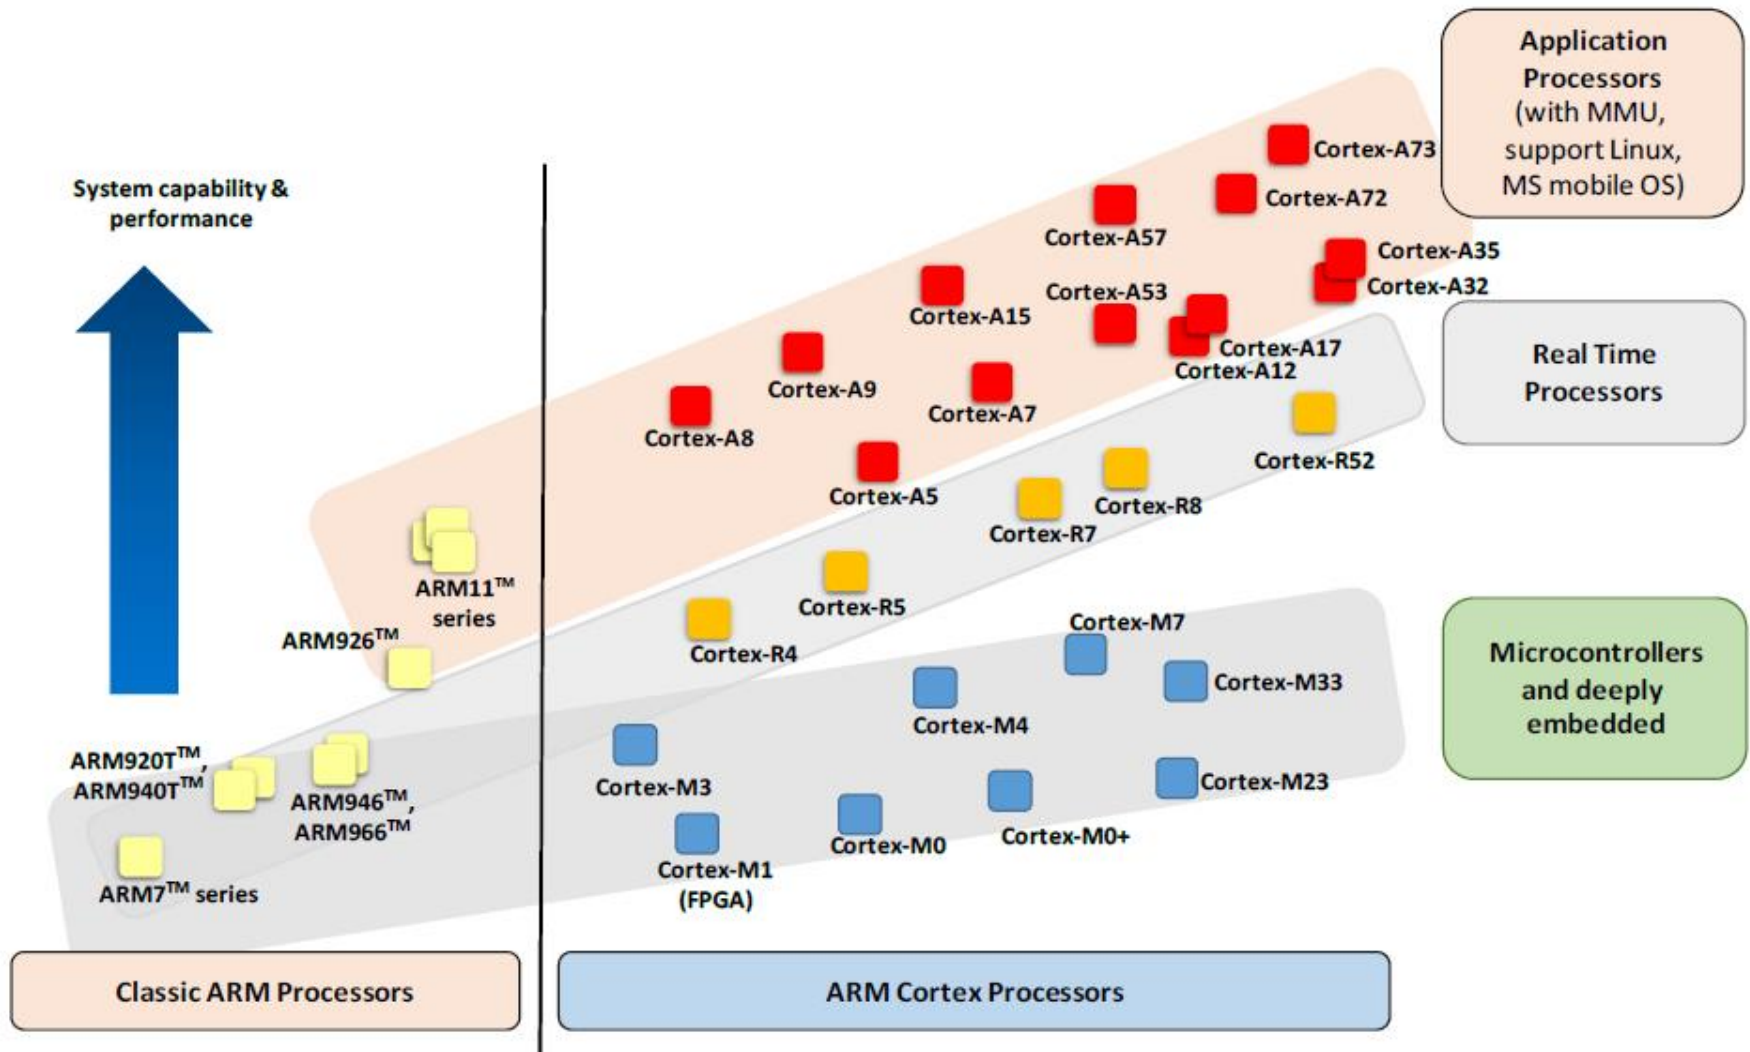 Application
Processors
(with MMU,
support Linux,
MS mobile OS)
Cortex-A73
System capability &
performance
Cortex-A72
Cortex-A57
Cortex-A35
Cortex-A53
Cortex-A32
Cortex-A15
Cortex-A17
Cortex-A12
Real Time
Processors
Cortex-A9
Cortex-A7
Cortex-A8
Cortex-R52
Cortex-A5
Cortex-R8
Cortex-R7
ARM11™
series
Cortex-R5
ARM926™
Cortex-M7
Cortex-R4
Microcontrollers
and deeply
embedded
Cortex-M33
Cortex-M4
ARM920T™,
ARM940T™
Cortex-M3
Cortex-M23
ARM946™,
ARM966™
Cortex-M0+
Cortex-M0
Cortex-M1
(FPGA)
ARM7™ series
Classic ARM Processors
ARM Cortex Processors